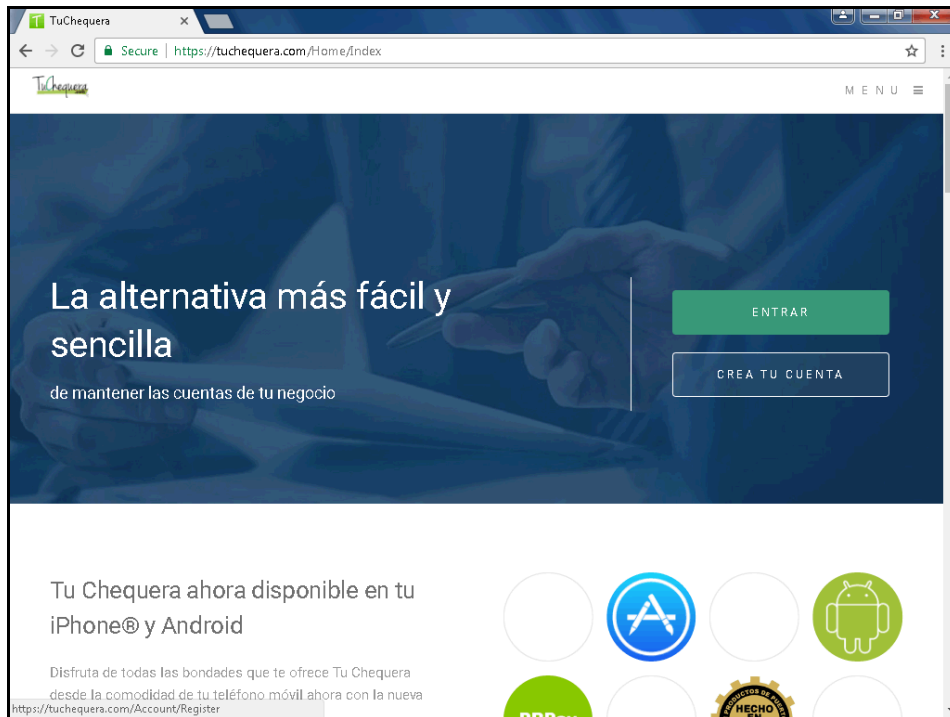 TuChequera
Secure | https://tuchequera.com/Home/Index
TuChequera
MENU
La alternativa más fácil y
sencilla
de mantener las cuentas de tu negocio
ENTRAR
CREA TU CUENTA
Tu Chequera ahora disponible en tu
iPhone® y Android
Disfruta de todas las bondades que te ofrece Tu Chequera
desde la comodidad de tu teléfono móvil ahora con la nueva
PRODUCTOS DE
HECHO
EN
https://tuchequera.com/Account/Register